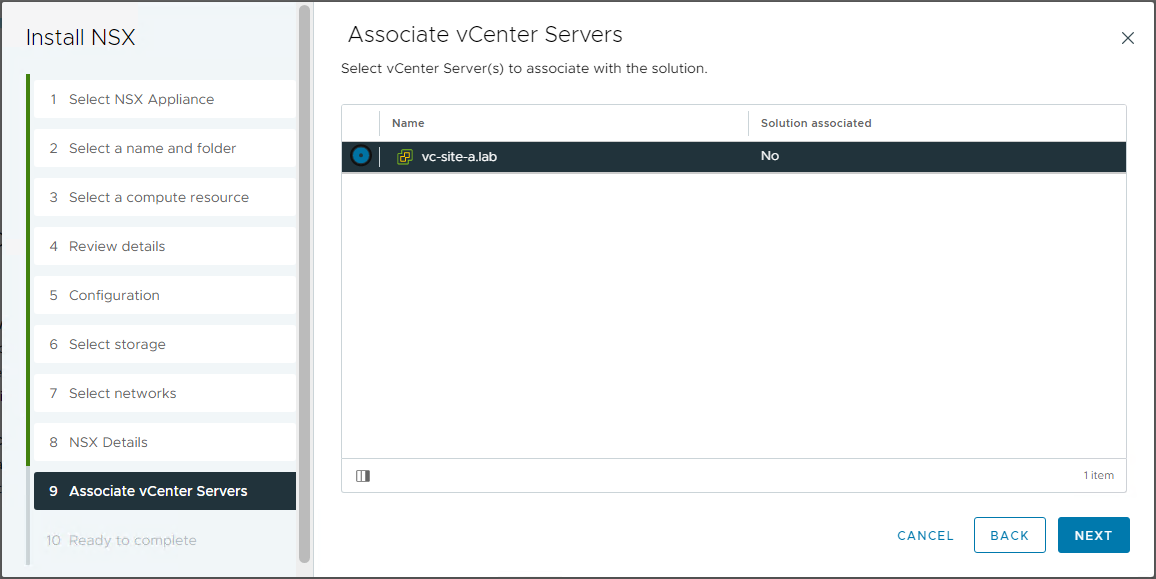 Install NSX
1 Select NSX Appliance
2 Select a name and folder
3 Select a compute resource
4 Review details
5 Configuration
6 Select storage
7 Select networks
8 NSX Details
9 Associate vCenter Servers
10 Ready to complete
Associate vCenter Servers
Select vCenter Server(s) to associate with the solution.
Name Solution associated
vc-site-a.lab No
1 item
CANCEL BACK NEXT